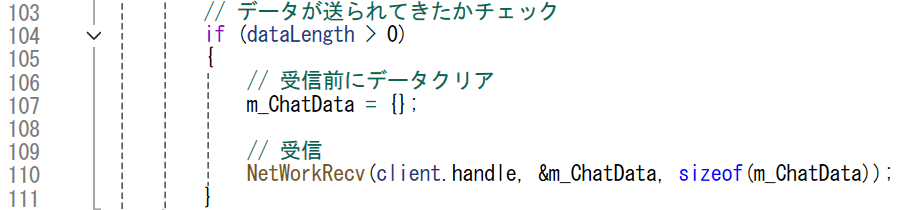 103 // データが送られてきたかチェック
104 if (dataLength > 0)
105 {
106 // 受信前にデータクリア
107 m_ChatData = {};
108
109 // 受信
110 NetWorkRecv(client.handle, &m_ChatData, sizeof(m_ChatData));
111 }